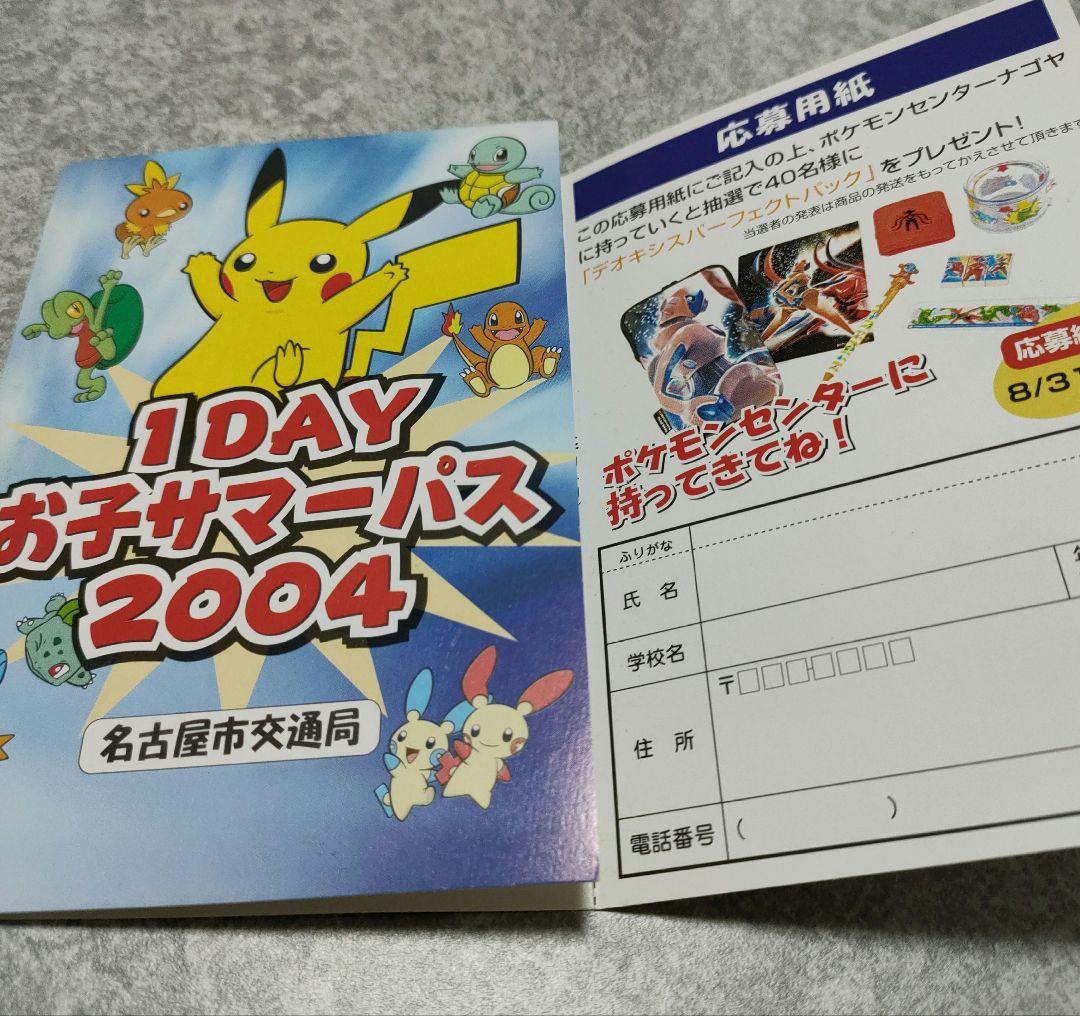 1DAY
お子サマーパス
2004
名古屋市交通局
応募用紙
この応募用紙にご記入の上、ポケモンセンターナゴヤ
に持っていくと抽選で40名様に
「デオキシスパーフェクトパック」をプレゼント!
当選者の発表は商品の発送をもってかえさせて頂きます
応募
8/31
ポケモンセンターに
持ってきてね!
ふりがな
氏 名
学校名
住 所
〒
電話番号
( )